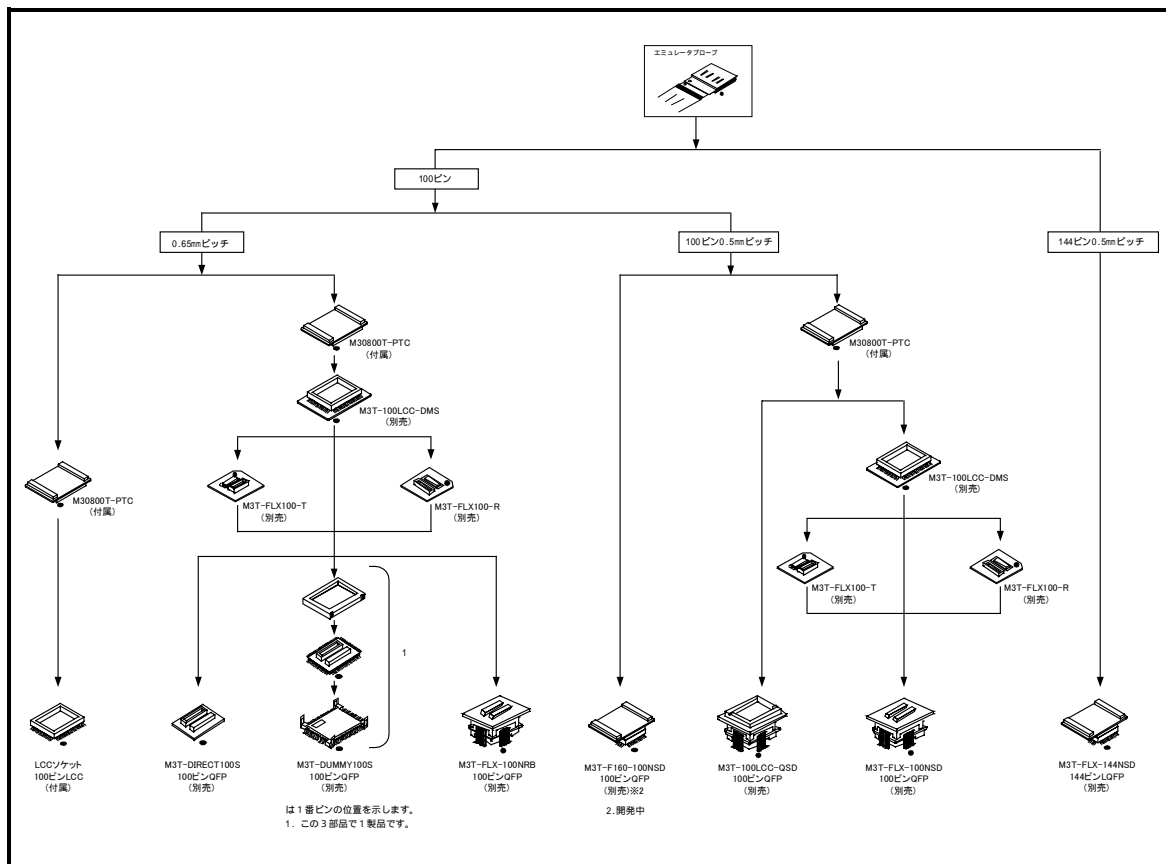 エミュレータプローブ
100ピン
0.65mmピッチ
100ピン0.5mmピッチ
144ピン0.5mmピッチ
M30800T-PTC
(付属)
M30800T-PTC
(付属)
M3T-100LCC-DMS
(別売)
M3T-100LCC-DMS
(別売)
M30800T-PTC
(付属)
M3T-FLX100-T
(別売)
M3T-FLX100-R
(別売)
M3T-FLX100-T
(別売)
M3T-FLX100-R
(別売)
1
LCCソケット
100ピンLCC
(付属)
M3T-DIRECT100S
100ピンQFP
(別売)
M3T-DUMMY100S
100ピンQFP
(別売)
M3T-FLX-100NRB
100ピンQFP
(別売)
M3T-F160-100NSD
100ピンQFP
(別売)※2
M3T-100LCC-QSD
100ピンQFP
(別売)
M3T-FLX-100NSD
100ピンQFP
(別売)
M3T-FLX-144NSD
144ピンLQFP
(別売)
は1番ピンの位置を示します。
1. この3部品で1製品です。
2.開発中